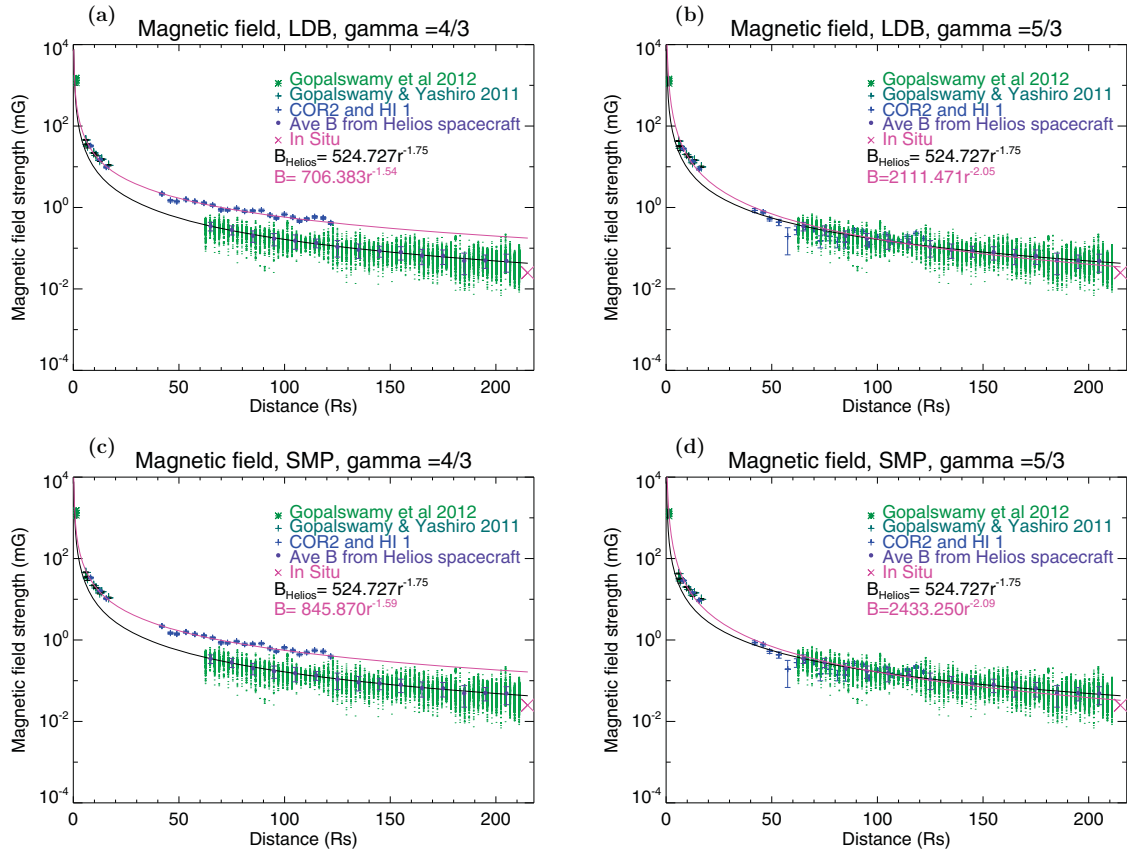 (a)
Magnetic field, LDB, gamma =4/3
Magnetic field strength (mG)
10^4
10^2
10^0
10^-2
10^-4
Gopalswamy et al 2012
Gopalswamy & Yashiro 2011
COR2 and HI 1
Ave B from Helios spacecraft
In Situ
B_Helios= 524.727r^-1.75
B= 706.383r^-1.54
0 50 100 150 200
Distance (Rs)
(b)
Magnetic field, LDB, gamma =5/3
Magnetic field strength (mG)
10^4
10^2
10^0
10^-2
10^-4
Gopalswamy et al 2012
Gopalswamy & Yashiro 2011
COR2 and HI 1
Ave B from Helios spacecraft
In Situ
B_Helios= 524.727r^-1.75
B=2111.471r^-2.05
0 50 100 150 200
Distance (Rs)
(c)
Magnetic field, SMP, gamma =4/3
Magnetic field strength (mG)
10^4
10^2
10^0
10^-2
10^-4
Gopalswamy et al 2012
Gopalswamy & Yashiro 2011
COR2 and HI 1
Ave B from Helios spacecraft
In Situ
B_Helios= 524.727r^-1.75
B= 845.870r^-1.59
0 50 100 150 200
Distance (Rs)
(d)
Magnetic field, SMP, gamma =5/3
Magnetic field strength (mG)
10^4
10^2
10^0
10^-2
10^-4
Gopalswamy et al 2012
Gopalswamy & Yashiro 2011
COR2 and HI 1
Ave B from Helios spacecraft
In Situ
B_Helios= 524.727r^-1.75
B=2433.250r^-2.09
0 50 100 150 200
Distance (Rs)